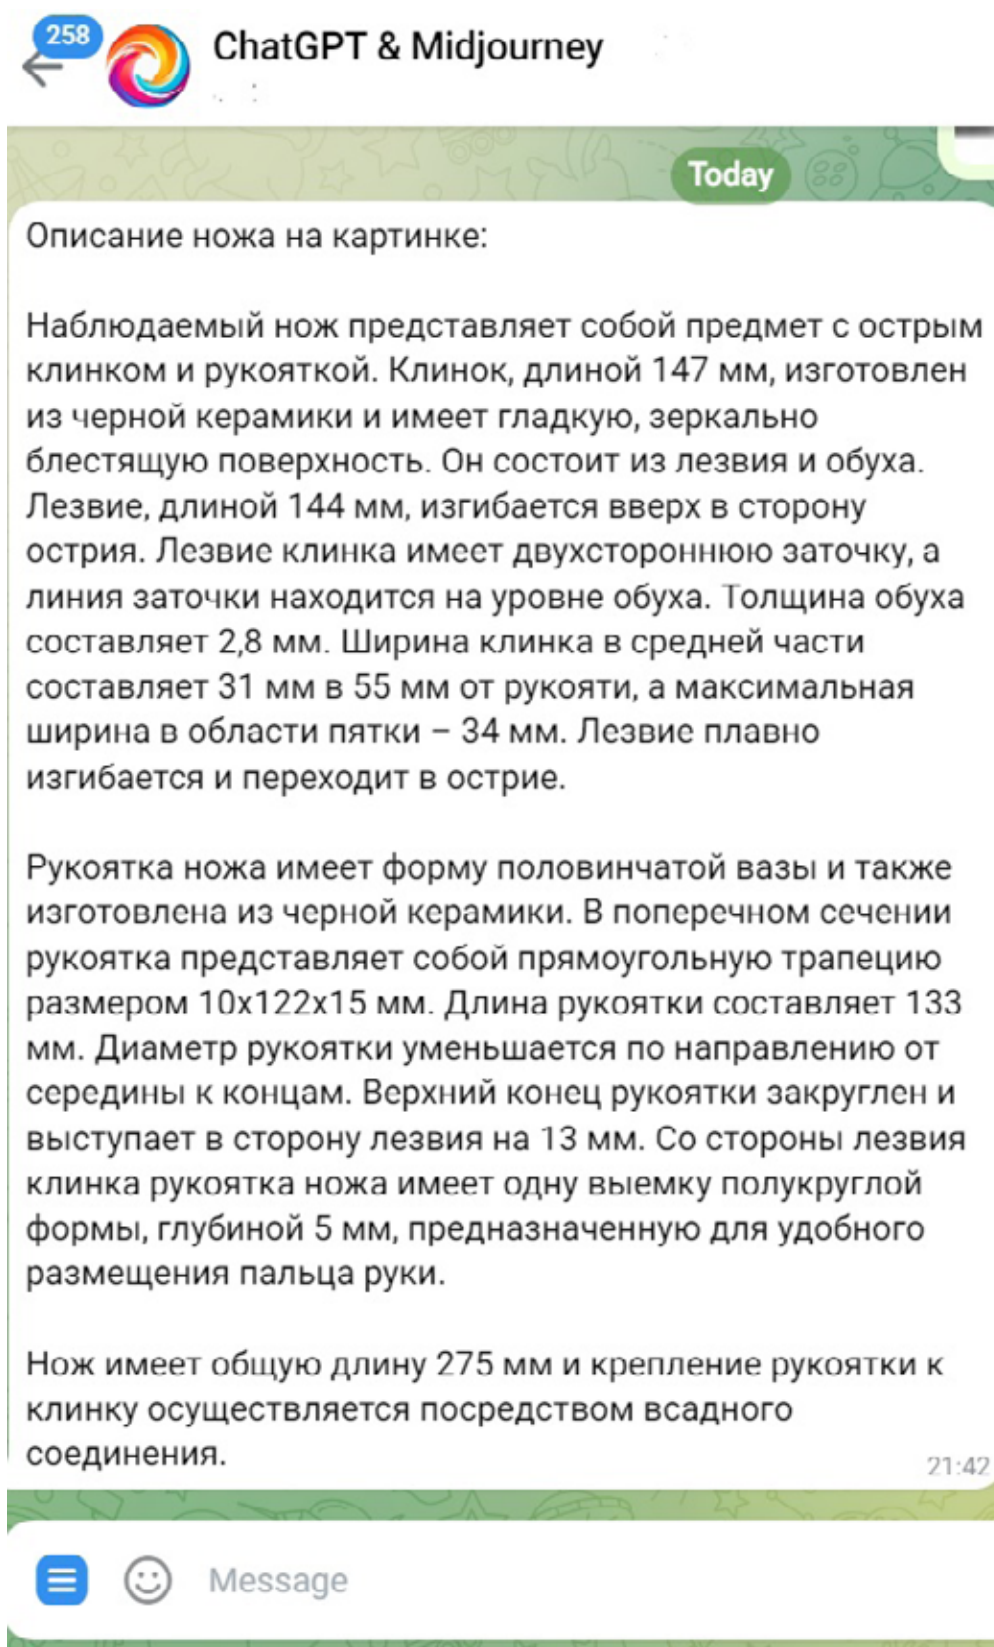 258
ChatGPT & Midjourney
Today
Описание ножа на картинке:
Наблюдаемый нож представляет собой предмет с острым
клинком и рукояткой. Клинок, длиной 147 мм, изготовлен
из черной керамики и имеет гладкую, зеркально
блестящую поверхность. Он состоит из лезвия и обуха.
Лезвие, длиной 144 мм, изгибается вверх в сторону
острия. Лезвие клинка имеет двухстороннюю заточку, а
линия заточки находится на уровне обуха. Толщина обуха
составляет 2,8 мм. Ширина клинка в средней части
составляет 31 мм в 55 мм от рукояти, а максимальная
ширина в области пятки – 34 мм. Лезвие плавно
изгибается и переходит в острие.
Рукоятка ножа имеет форму половинчатой вазы и также
изготовлена из черной керамики. В поперечном сечении
рукоятка представляет собой прямоугольную трапецию
размером 10x122x15 мм. Длина рукоятки составляет 133
мм. Диаметр рукоятки уменьшается по направлению от
середины к концам. Верхний конец рукоятки закруглен и
выступает в сторону лезвия на 13 мм. Со стороны лезвия
клинка рукоятка ножа имеет одну выемку полукруглой
формы, глубиной 5 мм, предназначенную для удобного
размещения пальца руки.
Нож имеет общую длину 275 мм и крепление рукоятки к
клинку осуществляется посредством всадного
соединения.
21:42
Message